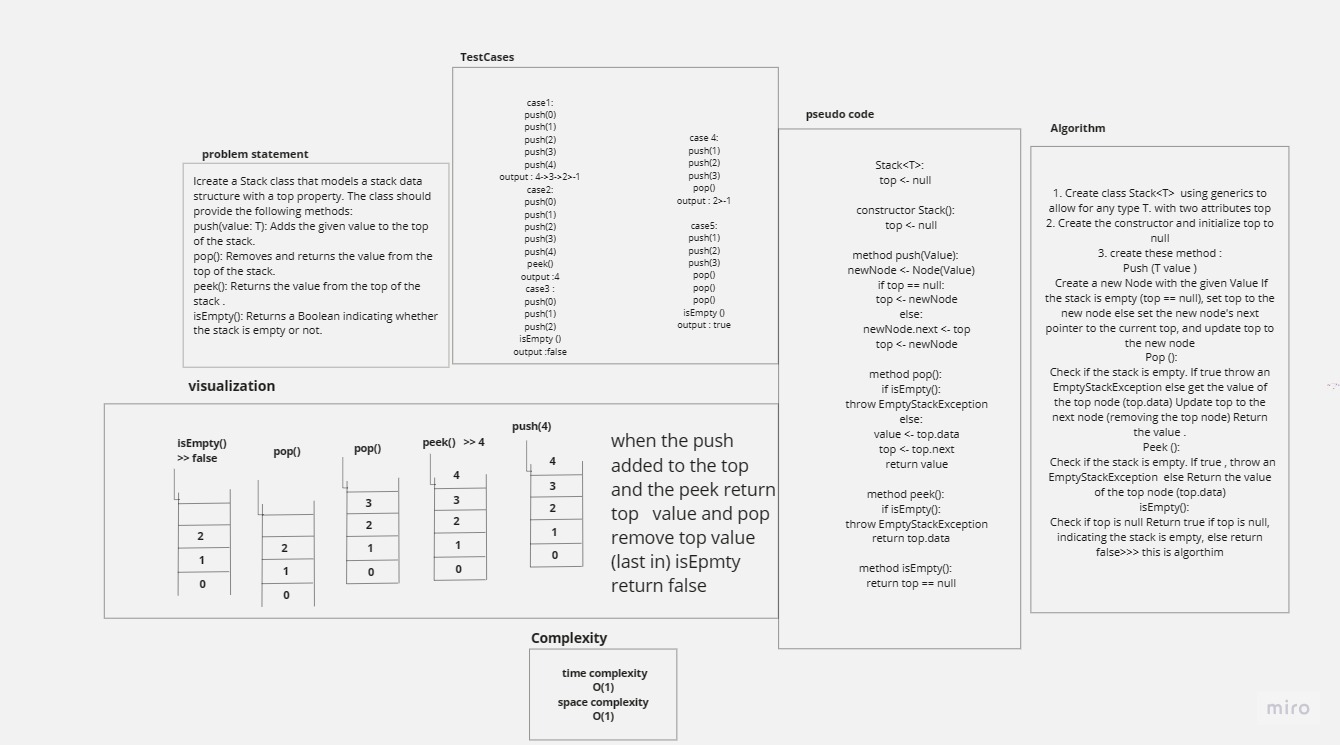 TestCases
case1:
push(0)
push(1)
push(2)
push(3)
push(4)
output : 4->3->2>-1
case2:
push(0)
push(1)
push(2)
push(3)
push(4)
peek()
output :4
case3 :
push(0)
push(1)
push(2)
isEmpty ()
output :false
case 4:
push(1)
push(2)
push(3)
pop()
output : 2>-1
case5:
push(1)
push(2)
push(3)
pop()
pop()
pop()
isEmpty ()
output : true
problem statement
Icreate a Stack class that models a stack data
structure with a top property. The class should
provide the following methods:
push(value: T): Adds the given value to the top
of the stack.
pop(): Removes and returns the value from the
top of the stack.
peek(): Returns the value from the top of the
stack .
isEmpty(): Returns a Boolean indicating whether
the stack is empty or not.
visualization
isEmpty()
>> false
2
1
0
pop()
2
1
0
pop()
3
2
1
0
peek() >> 4
4
3
2
1
0
push(4)
4
3
2
1
0
when the push
added to the top
and the peek return
top value and pop
remove top value
(last in) isEpmty
return false
Complexity
time complexity
O(1)
space complexity
O(1)
pseudo code
Stack<T>:
top <- null
constructor Stack():
top <- null
method push(Value):
newNode <- Node(Value)
if top == null:
top <- newNode
else:
newNode.next <- top
top <- newNode
method pop():
if isEmpty():
throw EmptyStackException
else:
value <- top.data
top <- top.next
return value
method peek():
if isEmpty():
throw EmptyStackException
return top.data
method isEmpty():
return top == null
Algorithm
1. Create class Stack<T> using generics to
allow for any type T. with two attributes top
2. Create the constructor and initialize top to
null
3. create these method :
Push (T value )
Create a new Node with the given Value If
the stack is empty (top == null), set top to the
new node else set the new node's next
pointer to the current top, and update top to
the new node
Pop ():
Check if the stack is empty. If true throw an
EmptyStackException else get the value of
the top node (top.data) Update top to the
next node (removing the top node) Return
the value .
Peek ():
Check if the stack is empty. If true , throw an
EmptyStackException else Return the value
of the top node (top.data)
isEmpty():
Check if top is null Return true if top is null,
indicating the stack is empty, else return
false>>> this is algorthim
miro